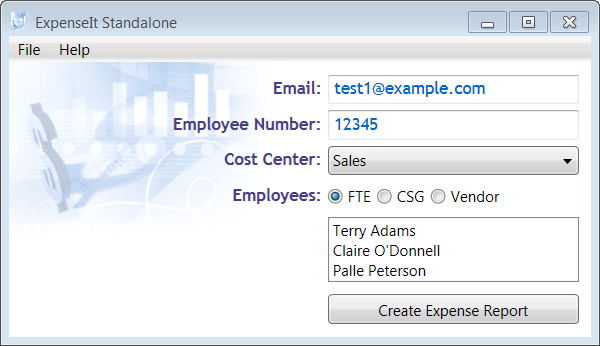 ExpenseIt Standalone
File Help
Email: test1@example.com
Employee Number: 12345
Cost Center: Sales
Employees: FTE CSG Vendor
Terry Adams
Claire O'Donnell
Palle Peterson
Create Expense Report